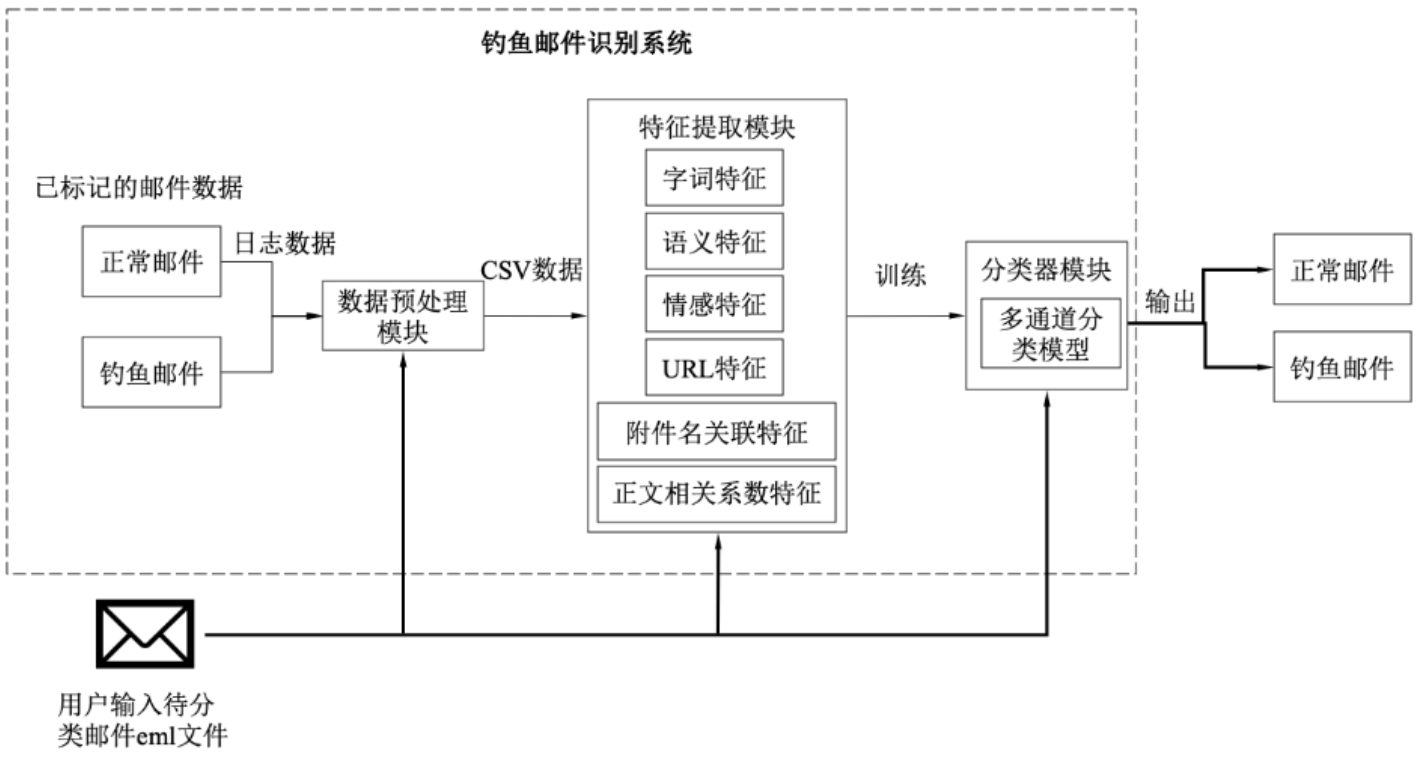 钓鱼邮件识别系统
已标记的邮件数据
正常邮件
钓鱼邮件
日志数据
数据预处理
模块
CSV数据
特征提取模块
字词特征
语义特征
情感特征
URL特征
附件名关联特征
正文相关系数特征
训练
分类器模块
多通道分
类模型
输出
正常邮件
钓鱼邮件
用户输入待分
类邮件eml文件